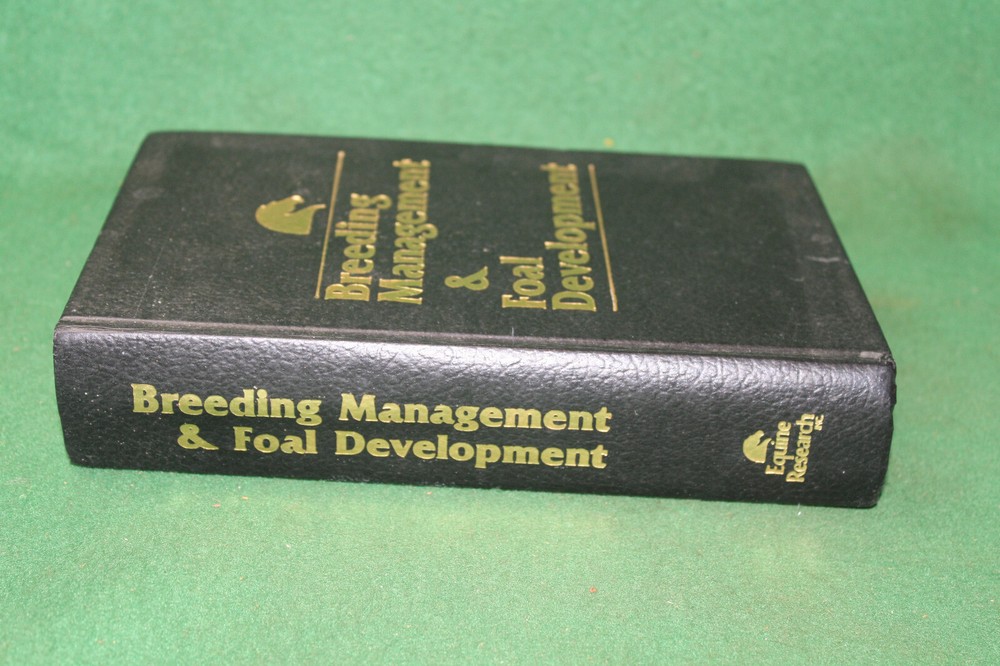 Breeding
Management
&
Foal
Development
Breeding Management
& Foal Development
Equine
Research
INC